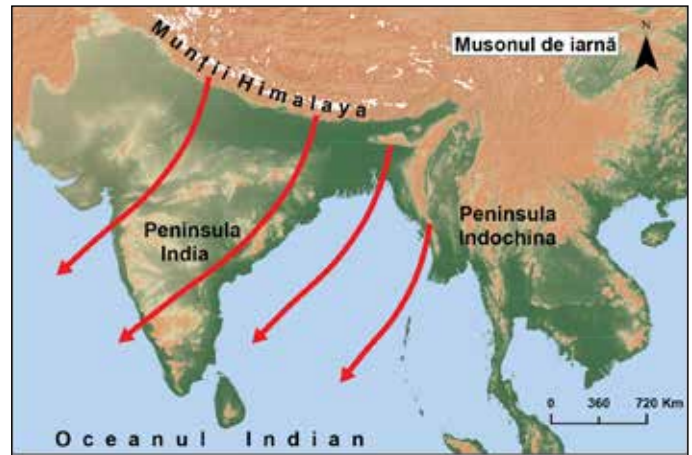 Musonul de iarnă
N
Munții Himalaya
Peninsula
India
Peninsula
Indochina
0 360 720 Km
Oceanul Indian